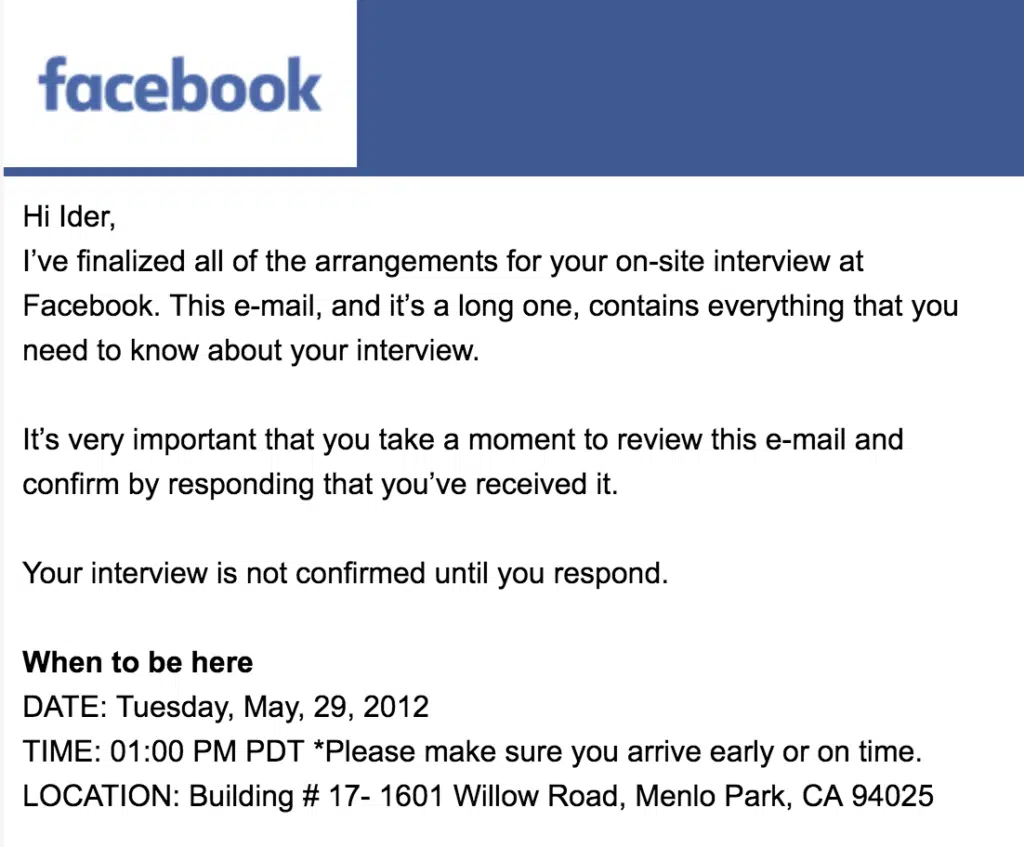 facebook
Hi Ider,
I’ve finalized all of the arrangements for your on-site interview at
Facebook. This e-mail, and it’s a long one, contains everything that you
need to know about your interview.
It’s very important that you take a moment to review this e-mail and
confirm by responding that you’ve received it.
Your interview is not confirmed until you respond.
When to be here
DATE: Tuesday, May, 29, 2012
TIME: 01:00 PM PDT *Please make sure you arrive early or on time.
LOCATION: Building # 17- 1601 Willow Road, Menlo Park, CA 94025